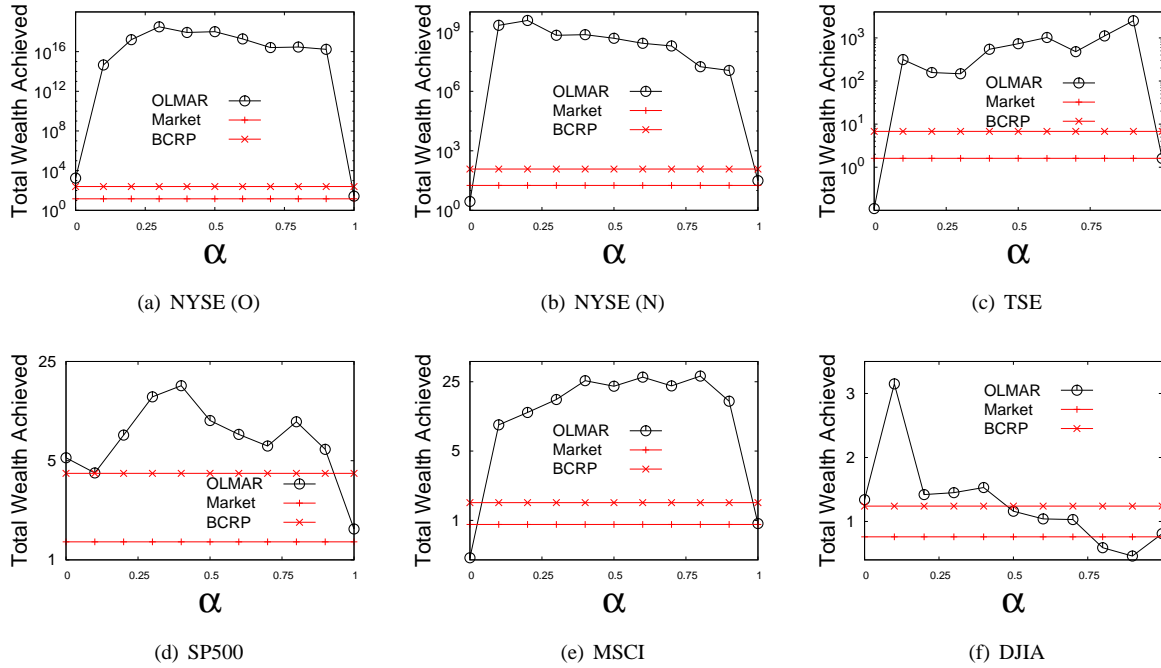 Total Wealth Achieved
10^16
10^12
10^8
10^4
10^0
OLMAR
Market
BCRP
0 0.25 0.5 0.75 1
α
(a) NYSE (O)
Total Wealth Achieved
10^9
10^6
10^3
10^0
OLMAR
Market
BCRP
0 0.25 0.5 0.75 1
α
(b) NYSE (N)
Total Wealth Achieved
10^3
10^2
10^1
10^0
OLMAR
Market
BCRP
0 0.25 0.5 0.75 1
α
(c) TSE
Total Wealth Achieved
25
5
1
OLMAR
Market
BCRP
0 0.25 0.5 0.75 1
α
(d) SP500
Total Wealth Achieved
25
5
1
OLMAR
Market
BCRP
0 0.25 0.5 0.75 1
α
(e) MSCI
Total Wealth Achieved
3
2
1
OLMAR
Market
BCRP
0 0.25 0.5 0.75 1
α
(f) DJIA